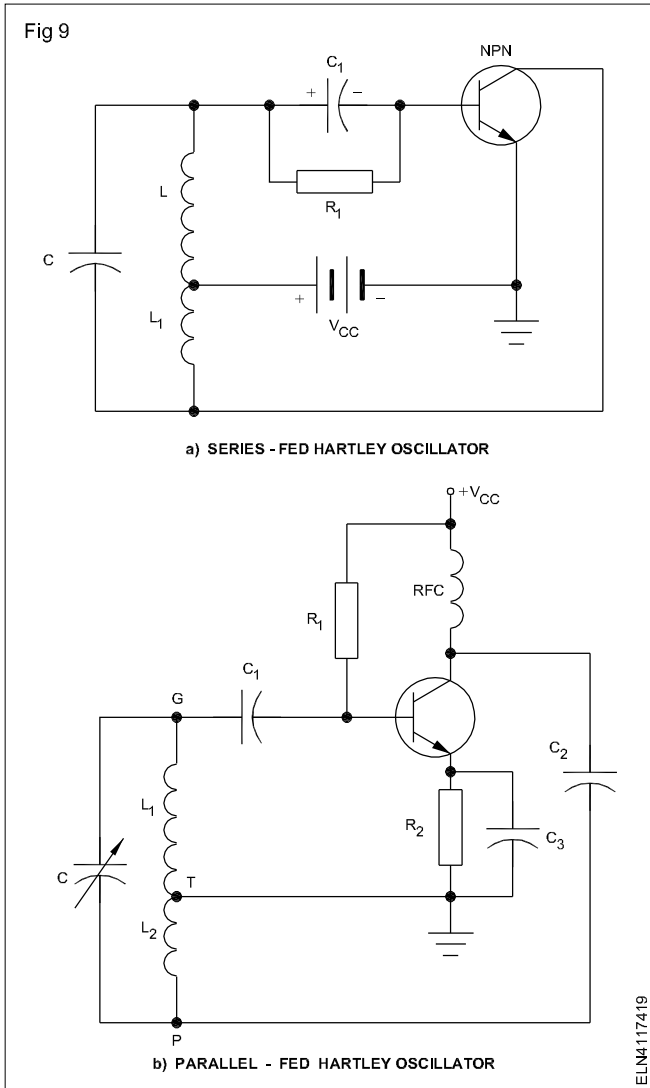 Fig 9
NPN
C1
+ −
L
R1
C
L1
+ −
VCC
a) SERIES - FED HARTLEY OSCILLATOR
+VCC
RFC
R1
C1
G
C2
L1
R2
C3
C
T
L2
P
b) PARALLEL - FED HARTLEY OSCILLATOR
ELN4117419